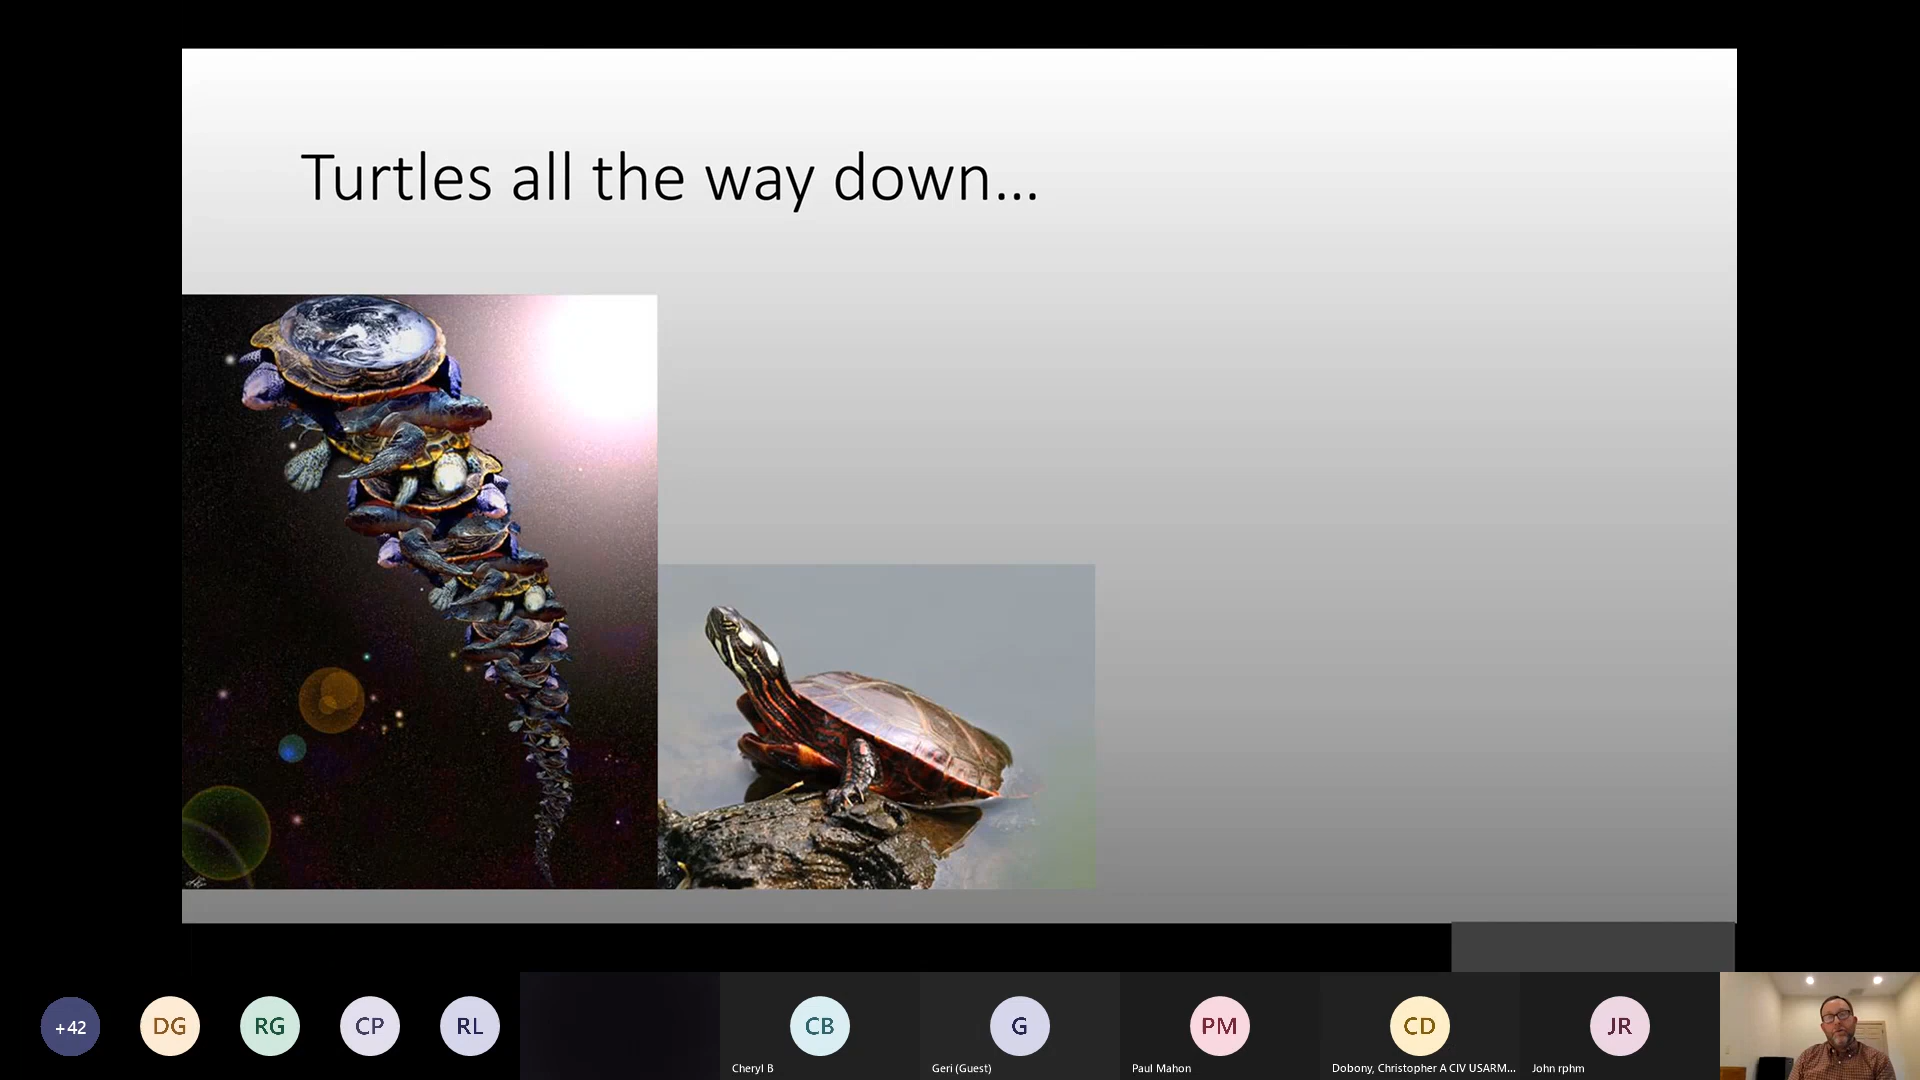 Turtles all the way down...
+42
DG
RG
CP
RL
CB
G
PM
CD
JR
Cheryl B
Geri (Guest)
Paul Mahon
Dobony, Christopher A CIV USARM...
John rphm